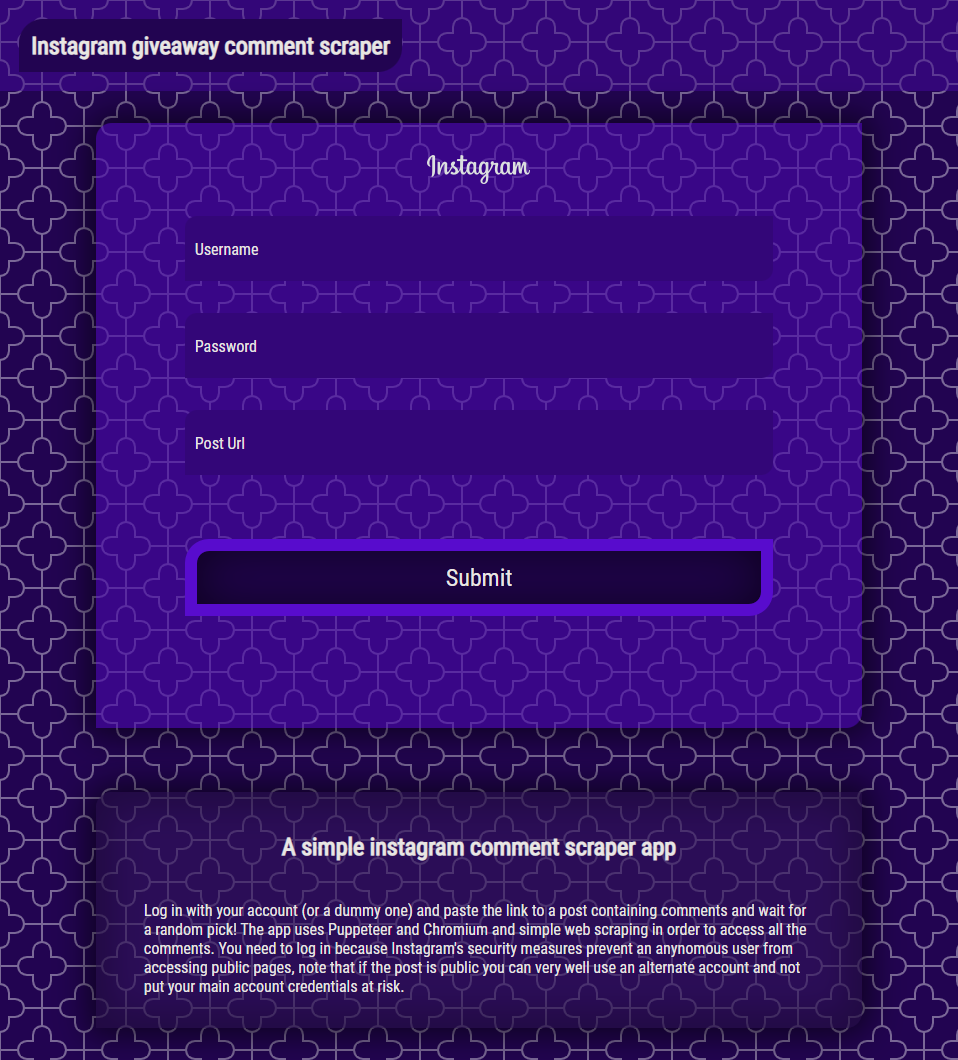 Instagram giveaway comment scraper
Instagram
Username
Password
Post Url
Submit
A simple instagram comment scraper app
Log in with your account (or a dummy one) and paste the link to a post containing comments and wait for
a random pick! The app uses Puppeteer and Chromium and simple web scraping in order to access all the
comments. You need to log in because Instagram's security measures prevent an anynomous user from
accessing public pages, note that if the post is public you can very well use an alternate account and not
put your main account credentials at risk.